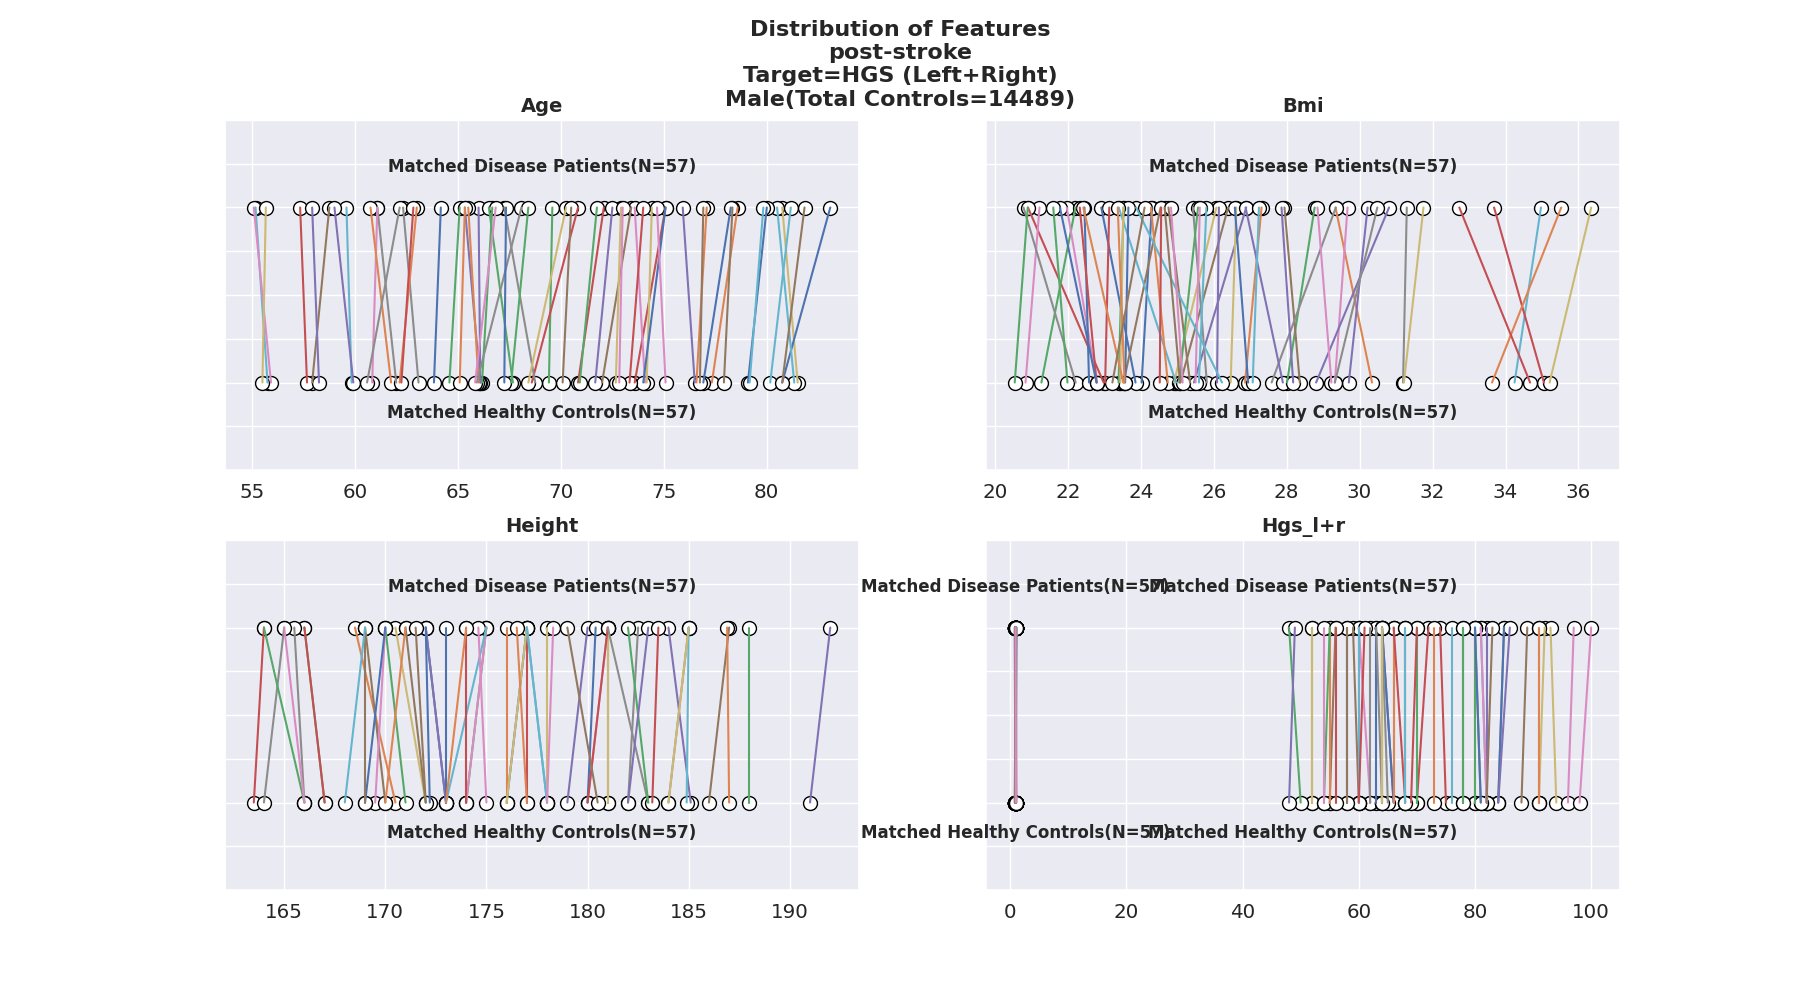 Distribution of Features
post-stroke
Target=HGS (Left+Right)
Male(Total Controls=14489)
Age
Matched Disease Patients(N=57)
Matched Healthy Controls(N=57)
55 60 65 70 75 80
Bmi
Matched Disease Patients(N=57)
Matched Healthy Controls(N=57)
20 22 24 26 28 30 32 34 36
Height
Matched Disease Patients(N=57)
Matched Healthy Controls(N=57)
165 170 175 180 185 190
Hgs_l+r
Matched Disease Patients(N=57) Matched Disease Patients(N=57)
Matched Healthy Controls(N=57) Matched Healthy Controls(N=57)
0 20 40 60 80 100